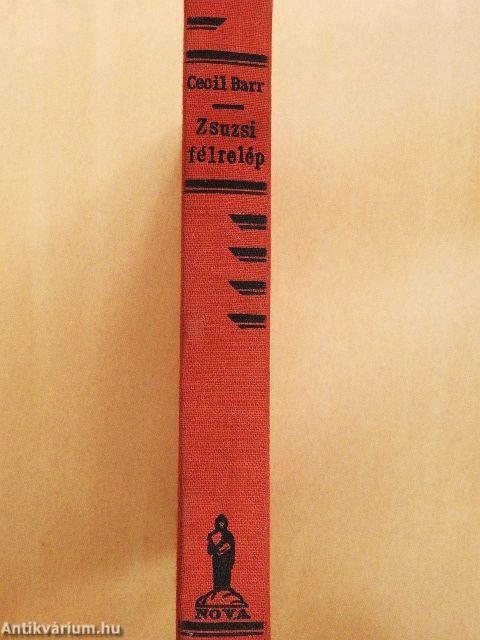 Cecil Barr
Zsuzsi
félrelép
NOVA
Antikvárium.hu